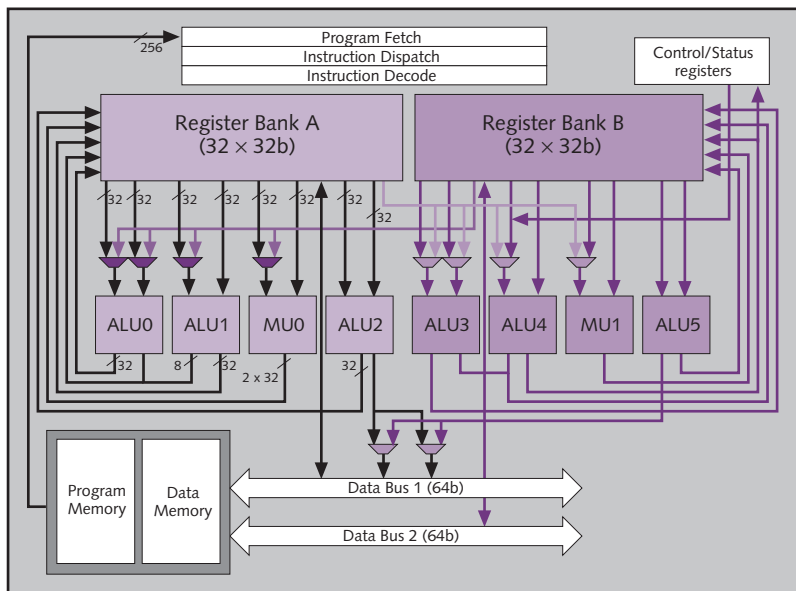 256
Program Fetch
Instruction Dispatch
Instruction Decode
Control/Status
registers
Register Bank A
(32 × 32b)
Register Bank B
(32 × 32b)
32
32
32
32
32
32
32
32
ALU0
ALU1
MU0
ALU2
ALU3
ALU4
MU1
ALU5
32
8
32
2 x 32
32
Program
Memory
Data
Memory
Data Bus 1 (64b)
Data Bus 2 (64b)